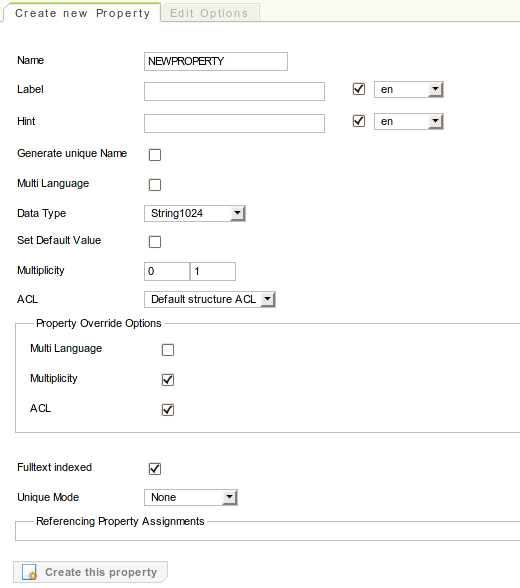 Create new Property Edit Options
Name NEWPROPERTY
Label en
Hint en
Generate unique Name
Multi Language
Data Type String1024
Set Default Value
Multiplicity 0 1
ACL Default structure ACL
Property Override Options
Multi Language
Multiplicity
ACL
Fulltext indexed
Unique Mode None
Referencing Property Assignments
Create this property